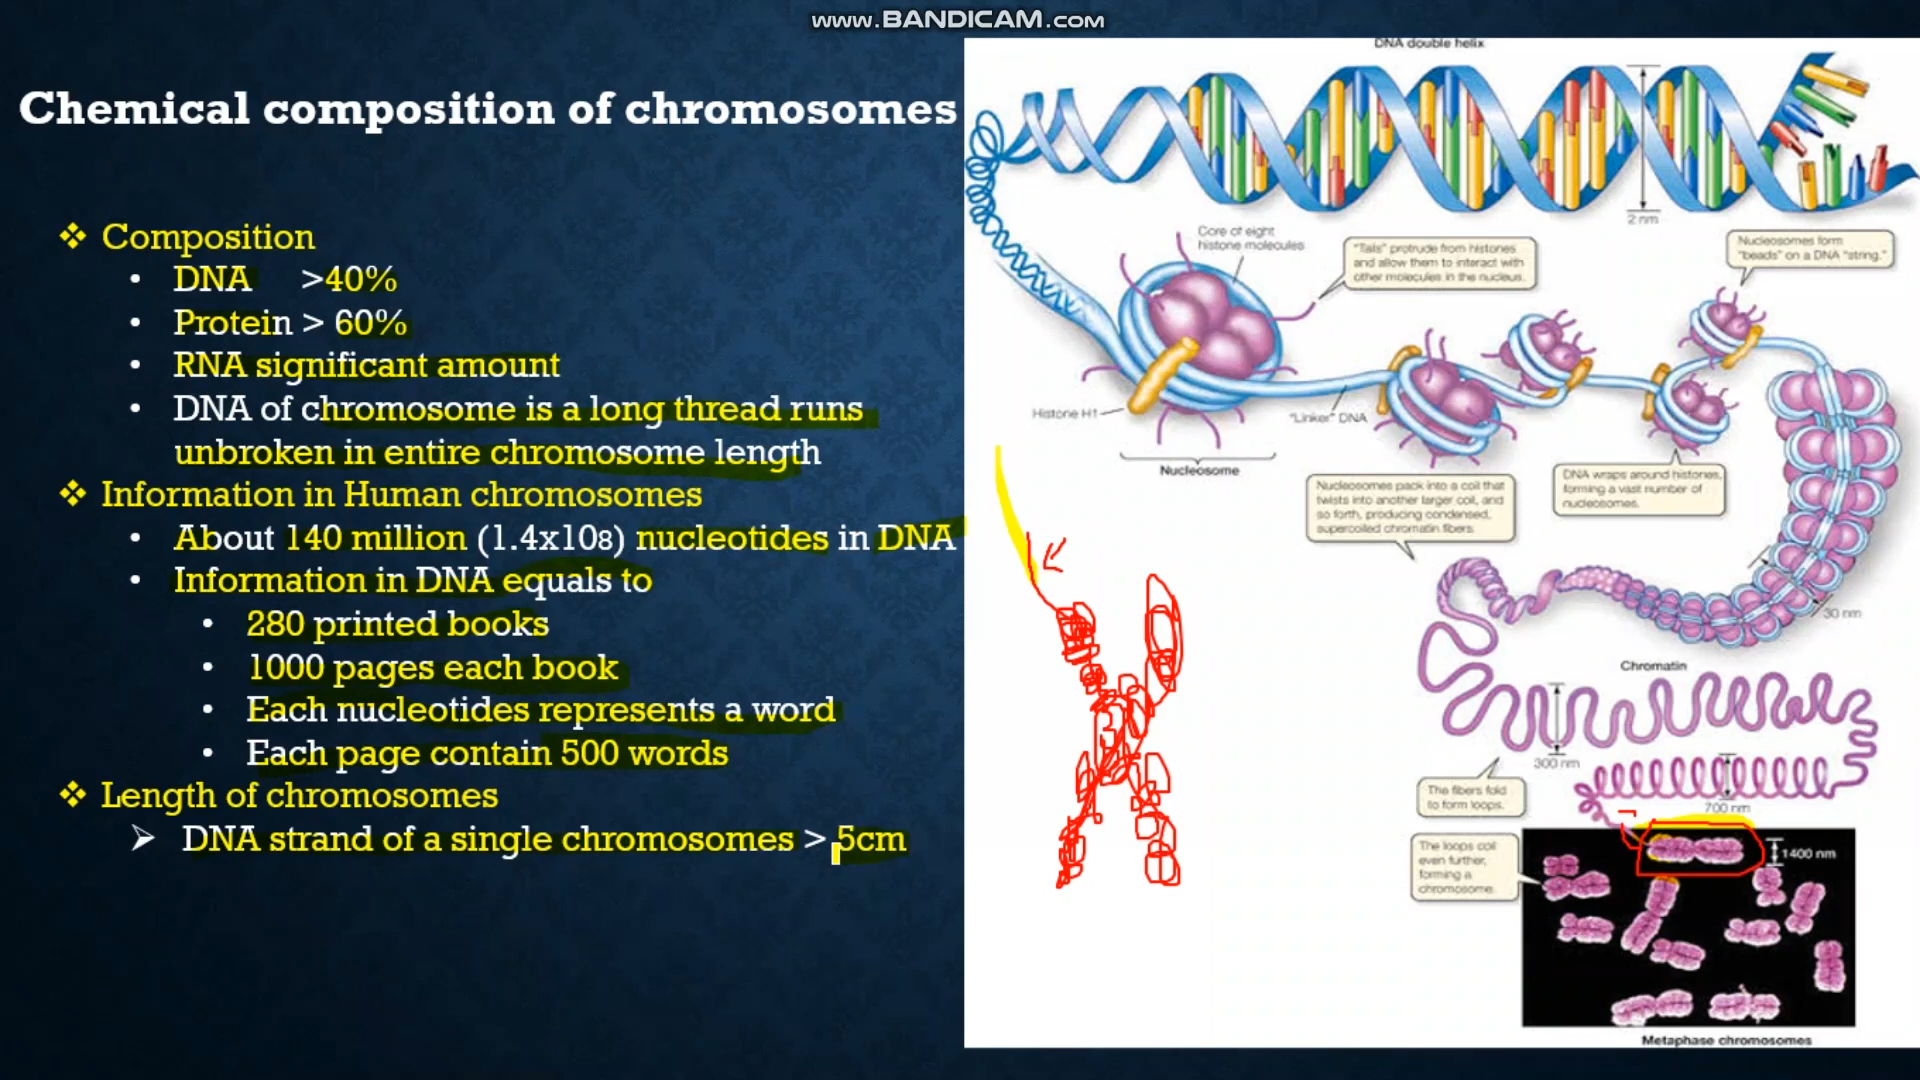 www.BANDICAM.com
Chemical composition of chromosomes
❖ Composition
• DNA >40%
• Protein > 60%
• RNA significant amount
• DNA of chromosome is a long thread runs
unbroken in entire chromosome length
❖ Information in Human chromosomes
• About 140 million (1.4x108) nucleotides in DNA
• Information in DNA equals to
• 280 printed books
• 1000 pages each book
• Each nucleotides represents a word
• Each page contain 500 words
❖ Length of chromosomes
➢ DNA strand of a single chromosomes > 5cm
DNA double helix
2 nm
Core of eight
histone molecules
"Tails" protrude from histones
and allow them to interact with
other molecules in the nucleus.
Nucleosomes form
"beads" on a DNA "string."
Histone H1
"Linker" DNA
Nucleosome
Nucleosomes pack into a coil that
twists into another larger coil, and
so forth, producing condensed,
supercoiled chromatin fibers.
DNA wraps around histones,
forming a vast number of
nucleosomes.
30 nm
Chromatin
300 nm
The fibers fold
to form loops.
700 nm
The loops coil
even further,
forming a
chromosome.
1400 nm
Metaphase chromosomes